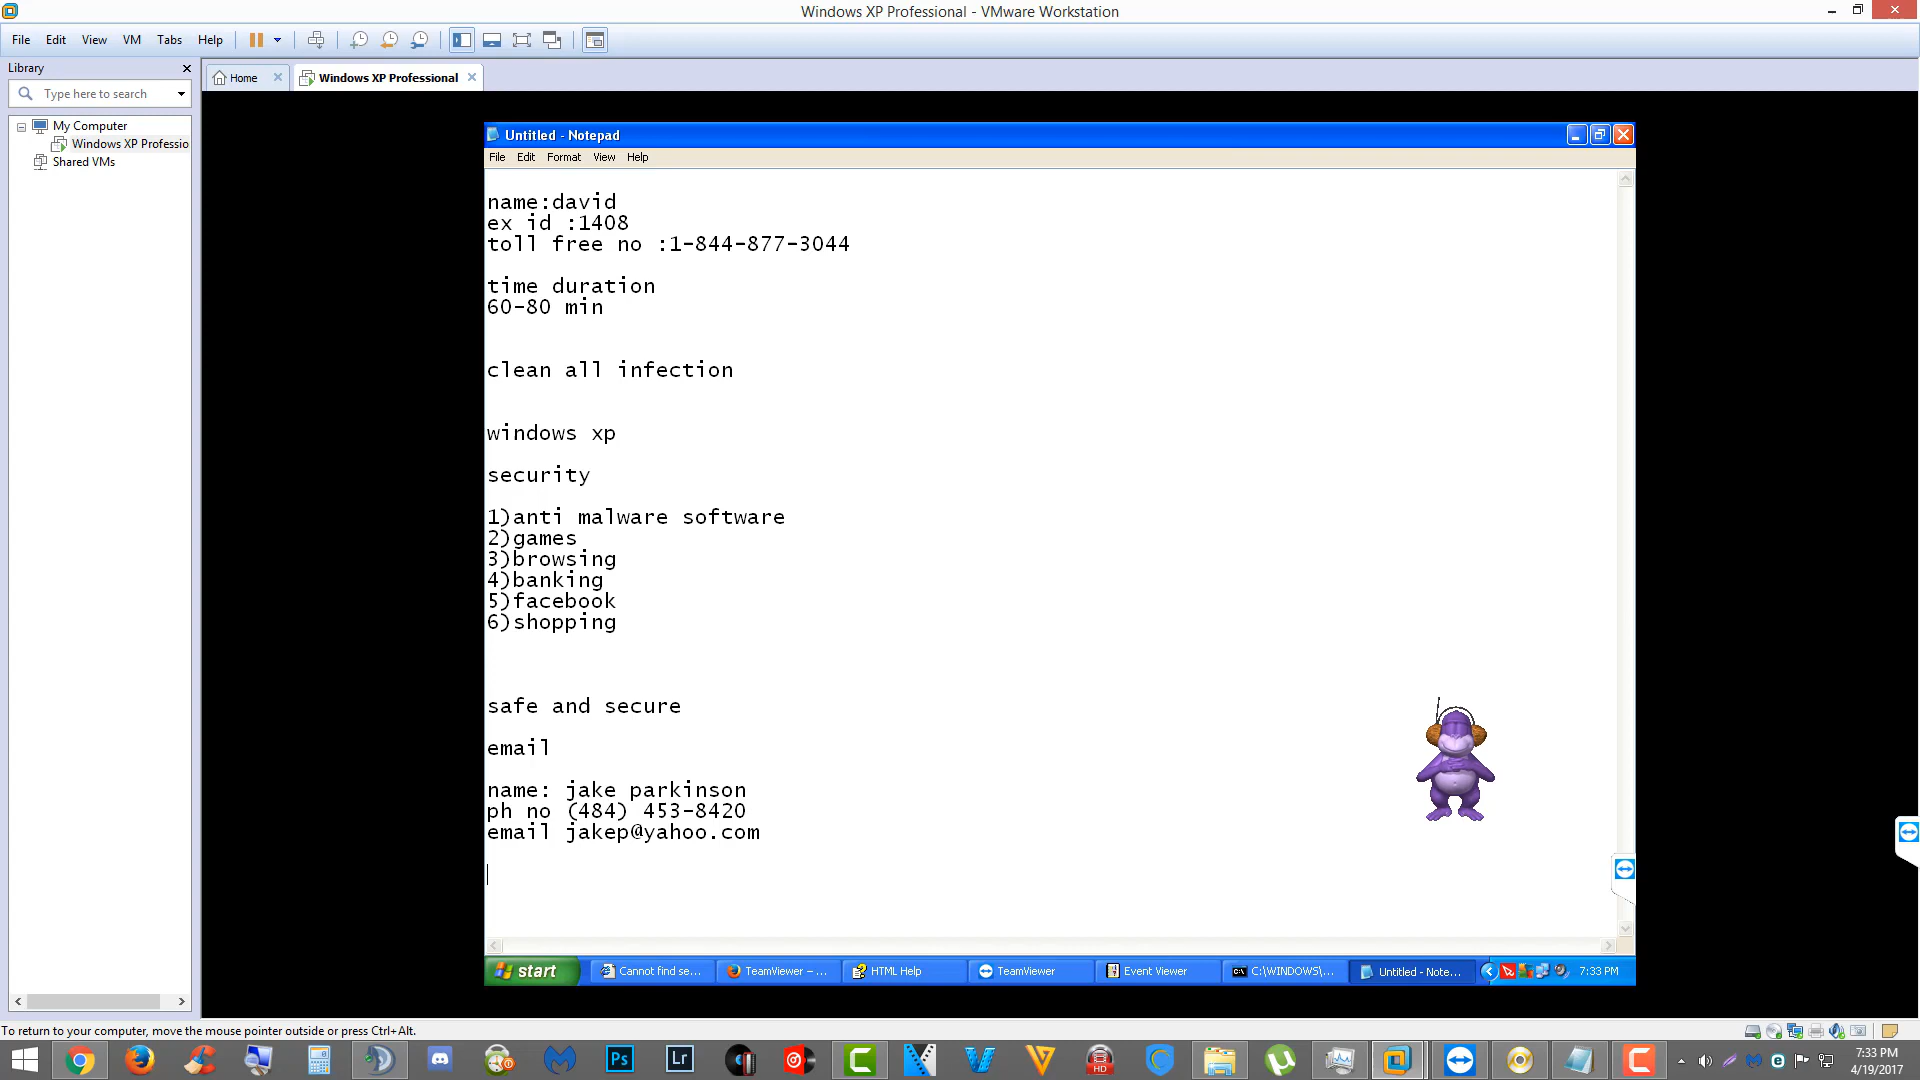 Windows XP Professional - VMware Workstation
File Edit View VM Tabs Help
Library
Home
Windows XP Professional
Type here to search
My Computer
Windows XP Professio
Shared VMs
Untitled - Notepad
File Edit Format View Help
name:david
ex id :1408
toll free no :1-844-877-3044
time duration
60-80 min
clean all infection
windows xp
security
1)anti malware software
2)games
3)browsing
4)banking
5)facebook
6)shopping
safe and secure
email
name: jake parkinson
ph no (484) 453-8420
email jakep@yahoo.com
start
Cannot find se...
TeamViewer – ...
HTML Help
TeamViewer
Event Viewer
C:\WINDOWS\...
Untitled - Note...
7:33 PM
To return to your computer, move the mouse pointer outside or press Ctrl+Alt.
Ps
Lr
HD
7:33 PM
4/19/2017